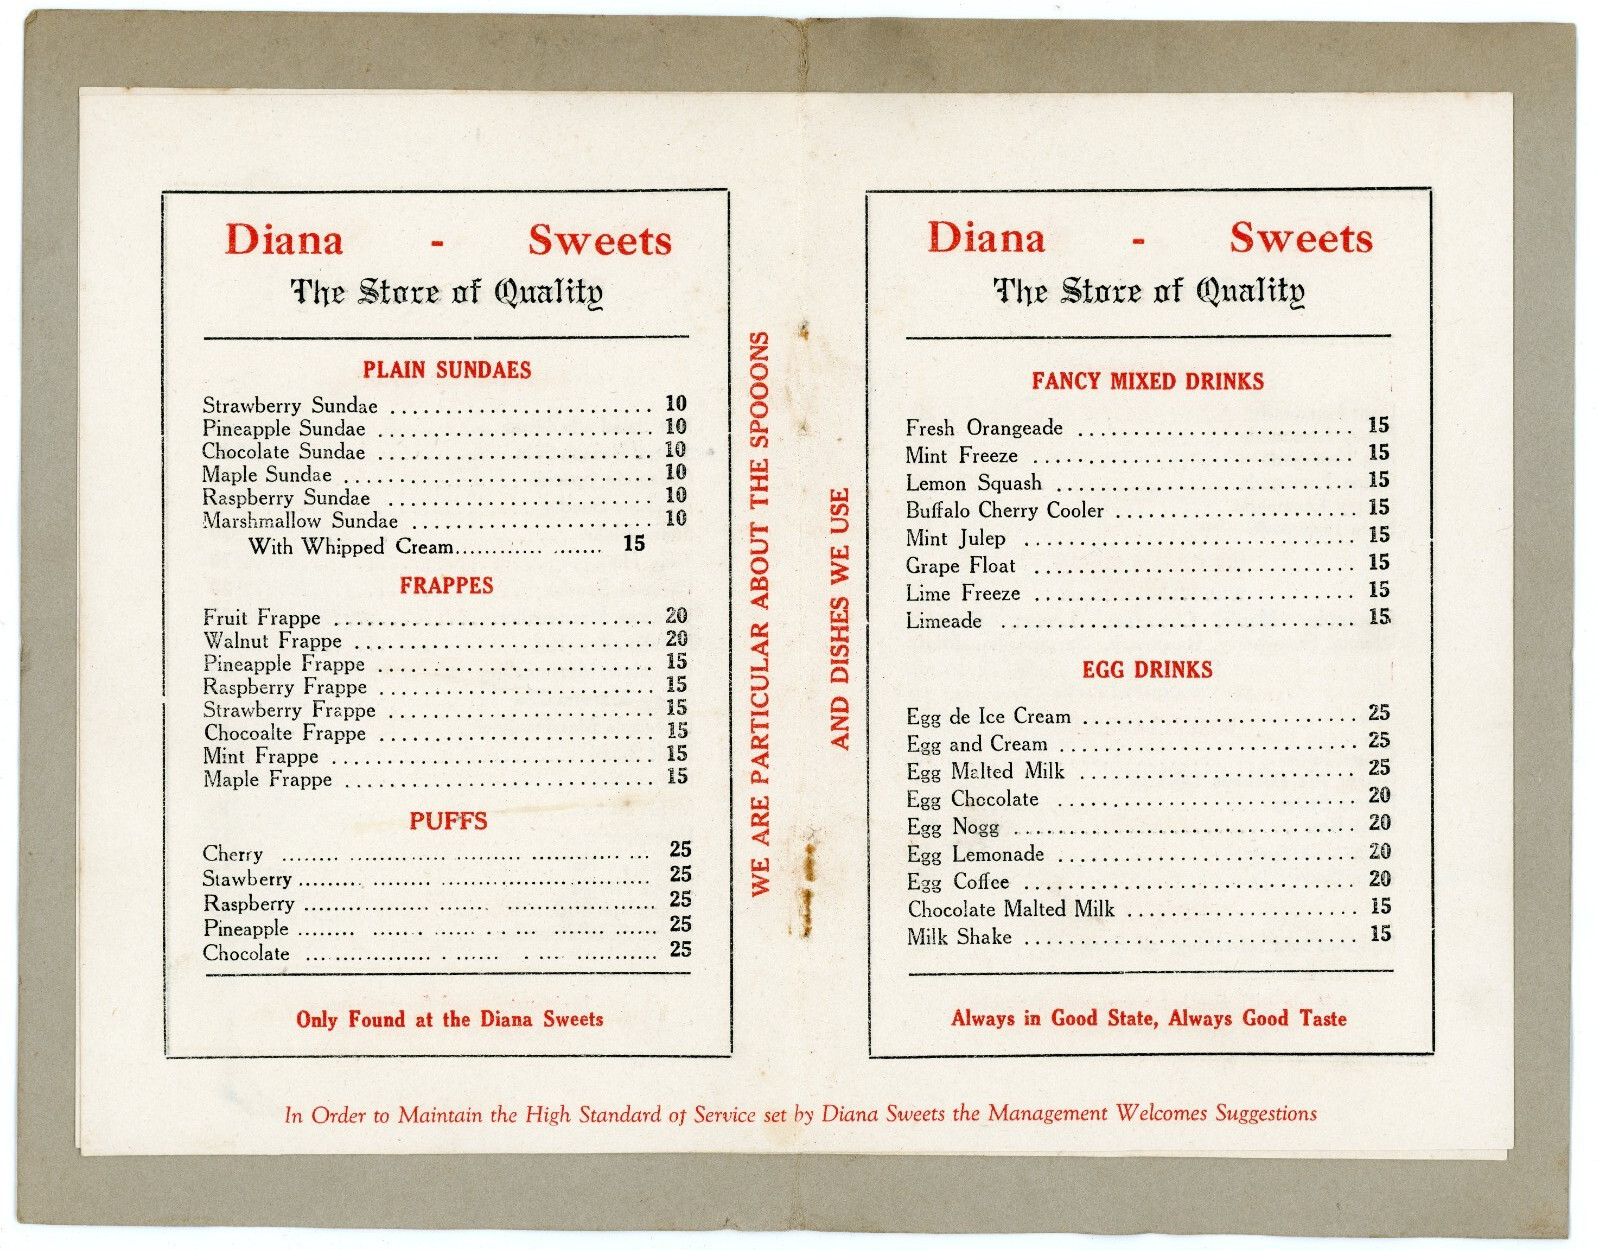 Diana - Sweets
The Store of Quality
PLAIN SUNDAES
Strawberry Sundae ........................ 10
Pineapple Sundae ......................... 10
Chocolate Sundae ......................... 10
Maple Sundae ............................ 10
Raspberry Sundae ........................ 10
Marshmallow Sundae ...................... 10
With Whipped Cream..................... 15
FRAPPES
Fruit Frappe ............................. 20
Walnut Frappe ........................... 20
Pineapple Frappe ......................... 15
Raspberry Frappe ......................... 15
Strawberry Frappe ........................ 15
Chocoalte Frappe ......................... 15
Mint Frappe ............................. 15
Maple Frappe ............................ 15
PUFFS
Cherry ........ .............. ......... ............... ... 25
Stawberry.......... ........ ................................ 25
Raspberry .................. ....... ......................... 25
Pineapple ........ ...... . ...... . .. ... ....... ....... 25
Chocolate ... .............. . ...... . .... ........... 25
Only Found at the Diana Sweets
WE ARE PARTICULAR ABOUT THE SPOOONS
AND DISHES WE USE
Diana - Sweets
The Store of Quality
FANCY MIXED DRINKS
Fresh Orangeade ......................... 15
Mint Freeze ............................. 15
Lemon Squash ........................... 15
Buffalo Cherry Cooler ...................... 15
Mint Julep .............................. 15
Grape Float ............................. 15
Lime Freeze ............................. 15
Limeade ................................ 15
EGG DRINKS
Egg de Ice Cream ......................... 25
Egg and Cream ........................... 25
Egg Malted Milk ......................... 25
Egg Chocolate ........................... 20
Egg Nogg ............................... 20
Egg Lemonade ........................... 20
Egg Coffee .............................. 20
Chocolate Malted Milk ..................... 15
Milk Shake .............................. 15
Always in Good State, Always Good Taste
In Order to Maintain the High Standard of Service set by Diana Sweets the Management Welcomes Suggestions